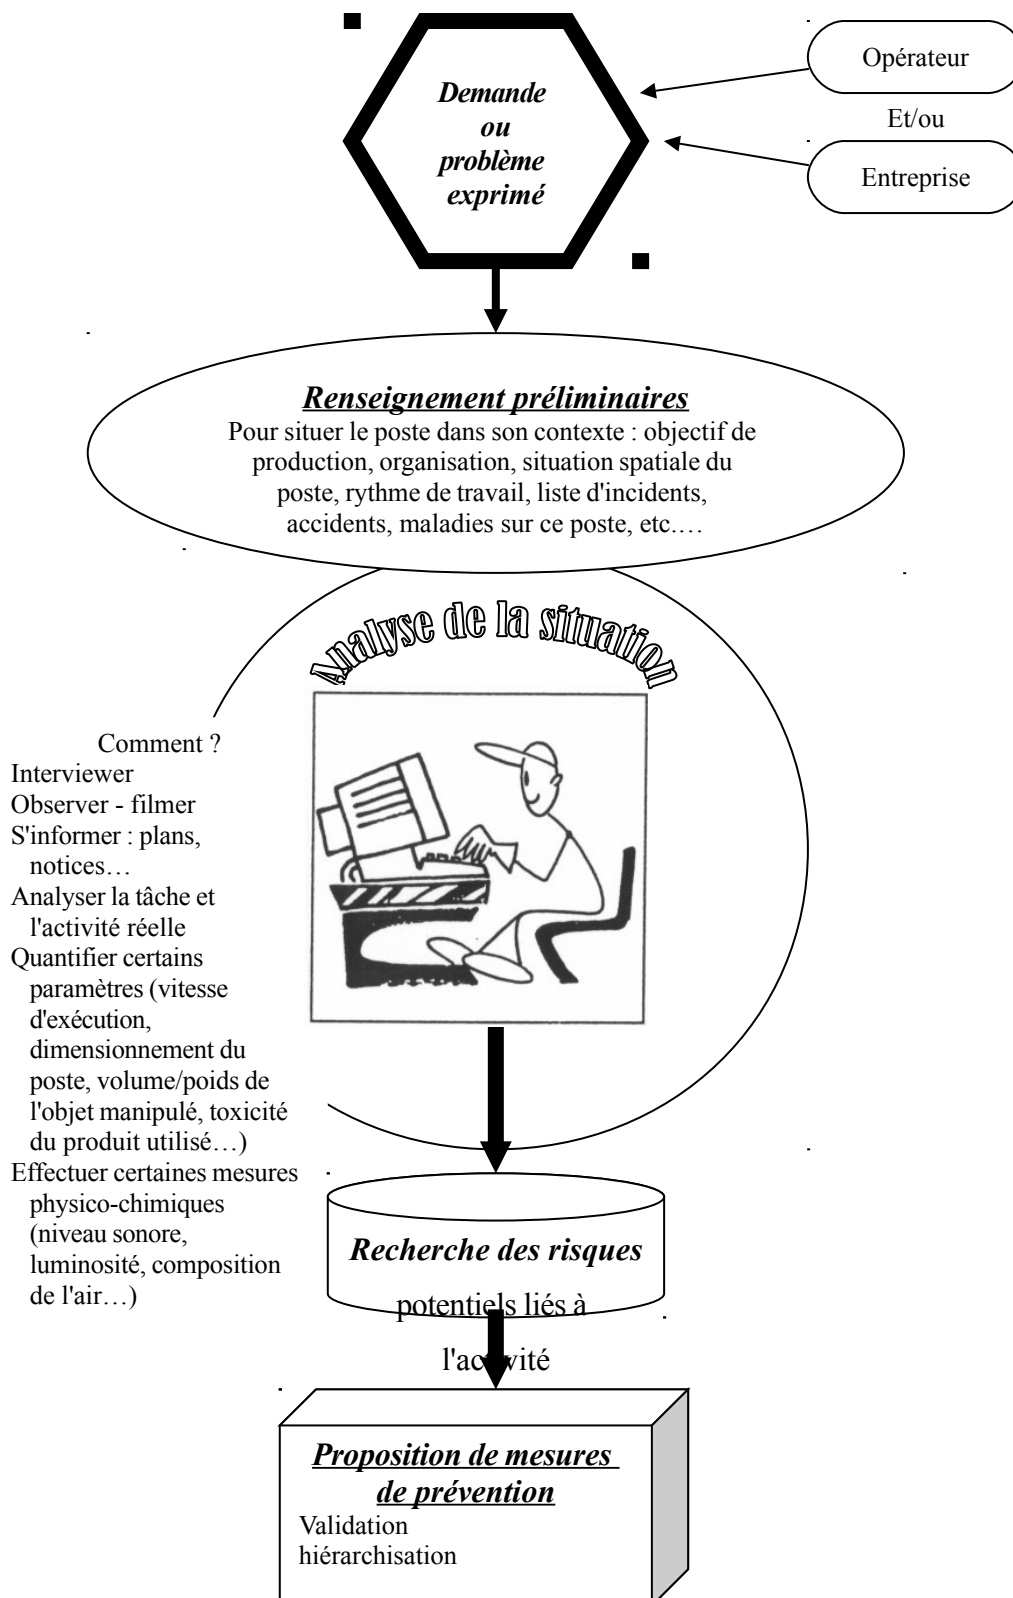 Demande
ou
problème
exprimé
Opérateur
Et/ou
Entreprise
Renseignement préliminaires
Pour situer le poste dans son contexte : objectif de
production, organisation, situation spatiale du
poste, rythme de travail, liste d'incidents,
accidents, maladies sur ce poste, etc.…
Analyse de la situation
Comment ?
Interviewer
Observer - filmer
S'informer : plans,
notices…
Analyser la tâche et
l'activité réelle
Quantifier certains
paramètres (vitesse
d'exécution,
dimensionnement du
poste, volume/poids de
l'objet manipulé, toxicité
du produit utilisé…)
Effectuer certaines mesures
physico-chimiques
(niveau sonore,
luminosité, composition
de l'air…)
Recherche des risques
potentiels liés à
l'activité
Proposition de mesures
de prévention
Validation
hiérarchisation